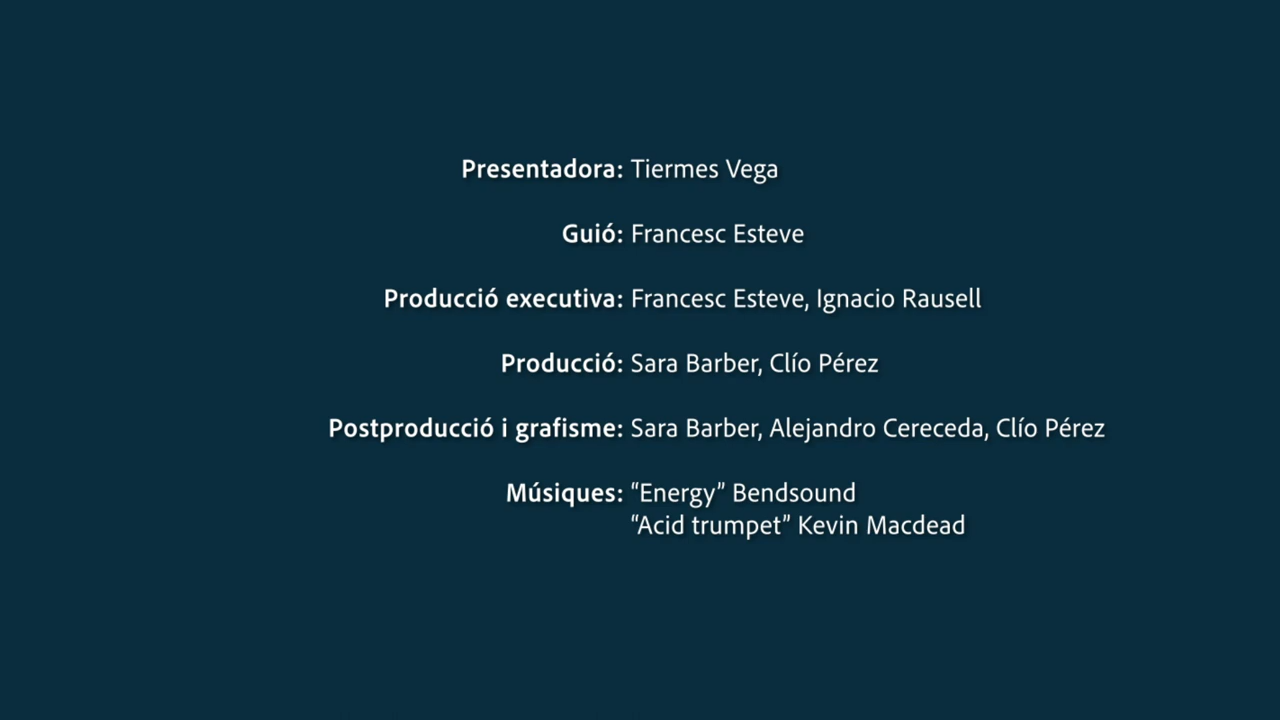 Presentadora: Tiermes Vega
Guió: Francesc Esteve
Producció executiva: Francesc Esteve, Ignacio Rausell
Producció: Sara Barber, Clío Pérez
Postproducció i grafisme: Sara Barber, Alejandro Cereceda, Clío Pérez
Músiques: “Energy” Bendsound
“Acid trumpet” Kevin Macdead